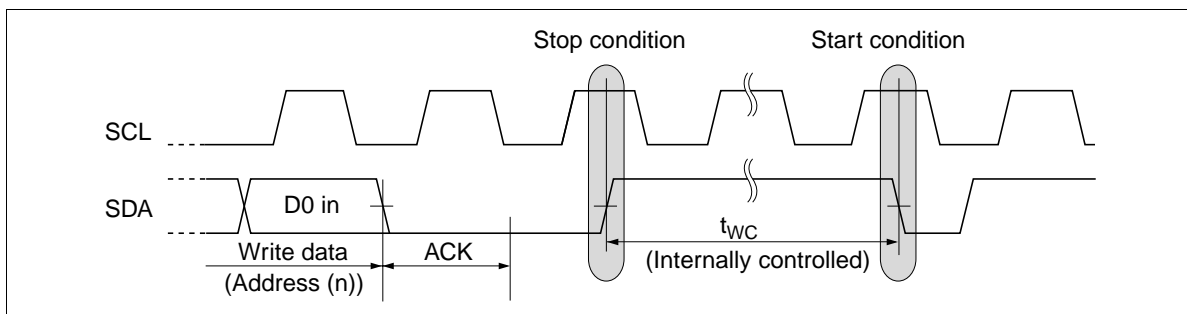 Stop condition
Start condition
SCL
SDA
D0 in
Write data
(Address (n))
ACK
tWC
(Internally controlled)